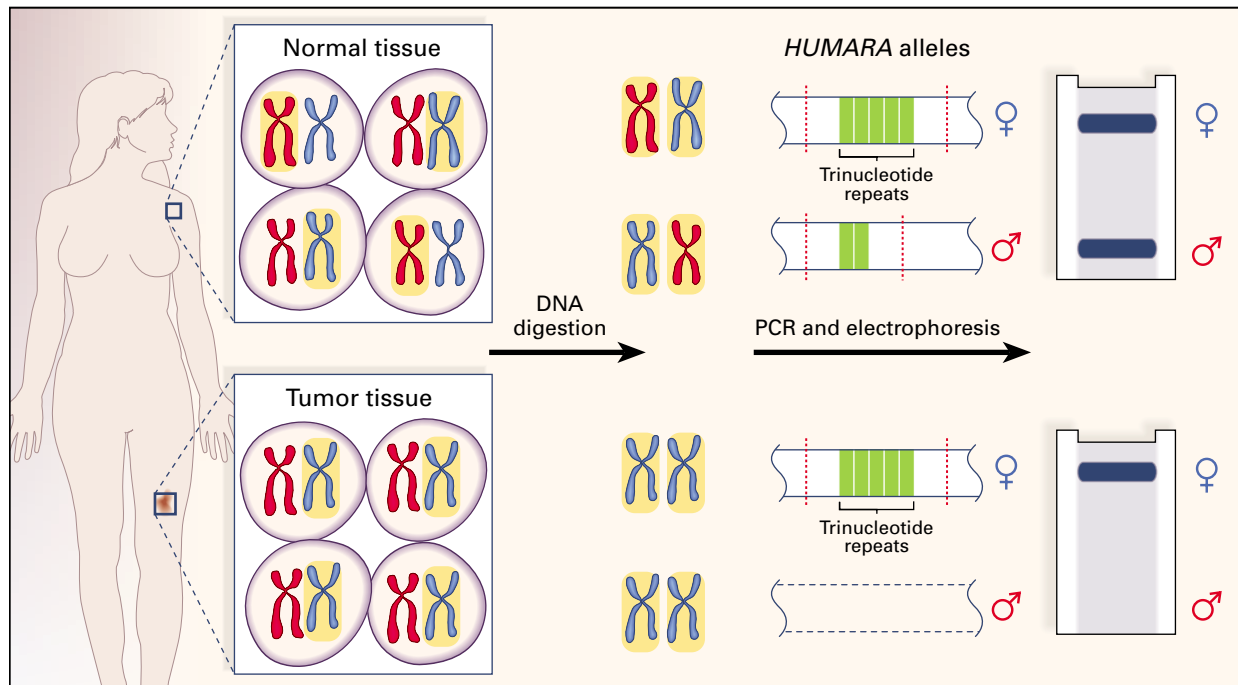 Normal tissue
HUMARA alleles
♀
♀
Trinucleotide
repeats
♂
♂
DNA
digestion
PCR and electrophoresis
Tumor tissue
♀
♀
Trinucleotide
repeats
♂
♂